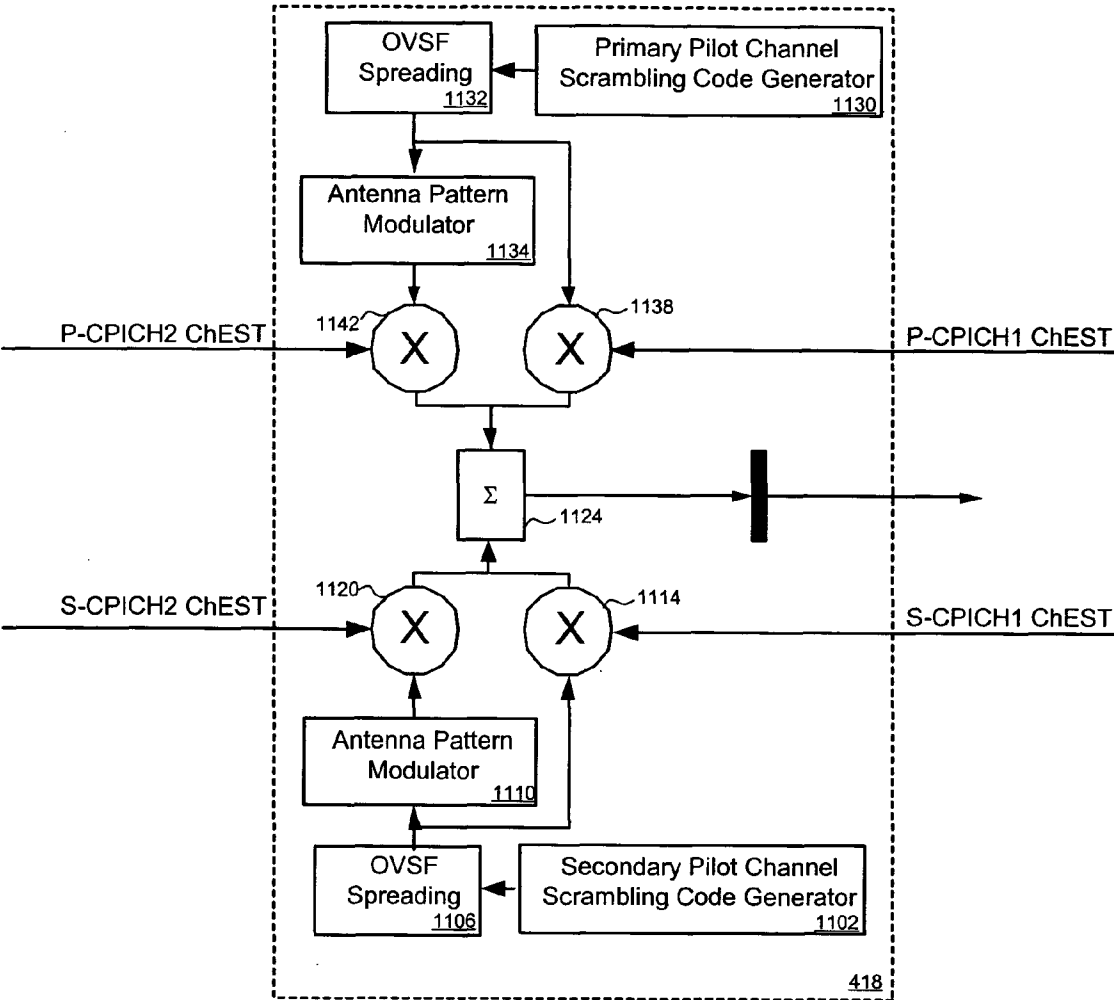 OVSF
Spreading
1132
Primary Pilot Channel
Scrambling Code Generator
1130
Antenna Pattern
Modulator
1134
1142
X
1138
X
P-CPICH2 ChEST
P-CPICH1 ChEST
Σ
1124
1120
X
1114
X
S-CPICH2 ChEST
S-CPICH1 ChEST
Antenna Pattern
Modulator
1110
OVSF
Spreading
1106
Secondary Pilot Channel
Scrambling Code Generator
1102
418